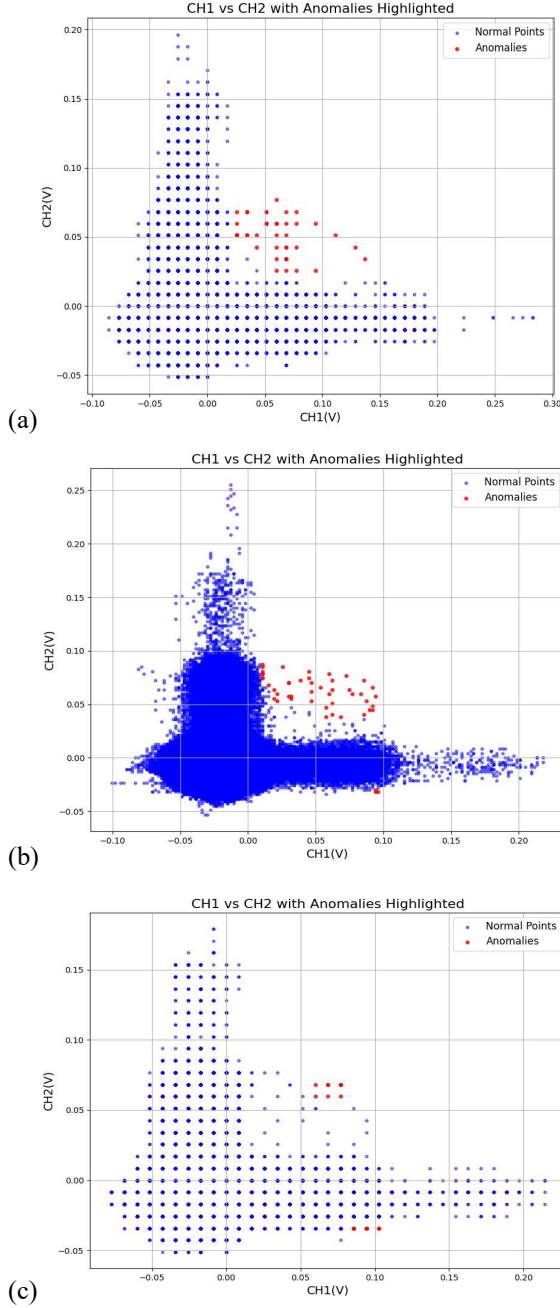 CH1 vs CH2 with Anomalies Highlighted
0.20
0.15
0.10
0.05
0.00
−0.05
CH2(V)
Normal Points
Anomalies
−0.10 −0.05 0.00 0.05 0.10 0.15 0.20 0.25 0.30
CH1(V)
(a)
CH1 vs CH2 with Anomalies Highlighted
0.25
0.20
0.15
0.10
0.05
0.00
−0.05
CH2(V)
Normal Points
Anomalies
−0.10 −0.05 0.00 0.05 0.10 0.15 0.20
CH1(V)
(b)
CH1 vs CH2 with Anomalies Highlighted
0.15
0.10
0.05
0.00
−0.05
CH2(V)
Normal Points
Anomalies
−0.05 0.00 0.05 0.10 0.15 0.20
CH1(V)
(c)